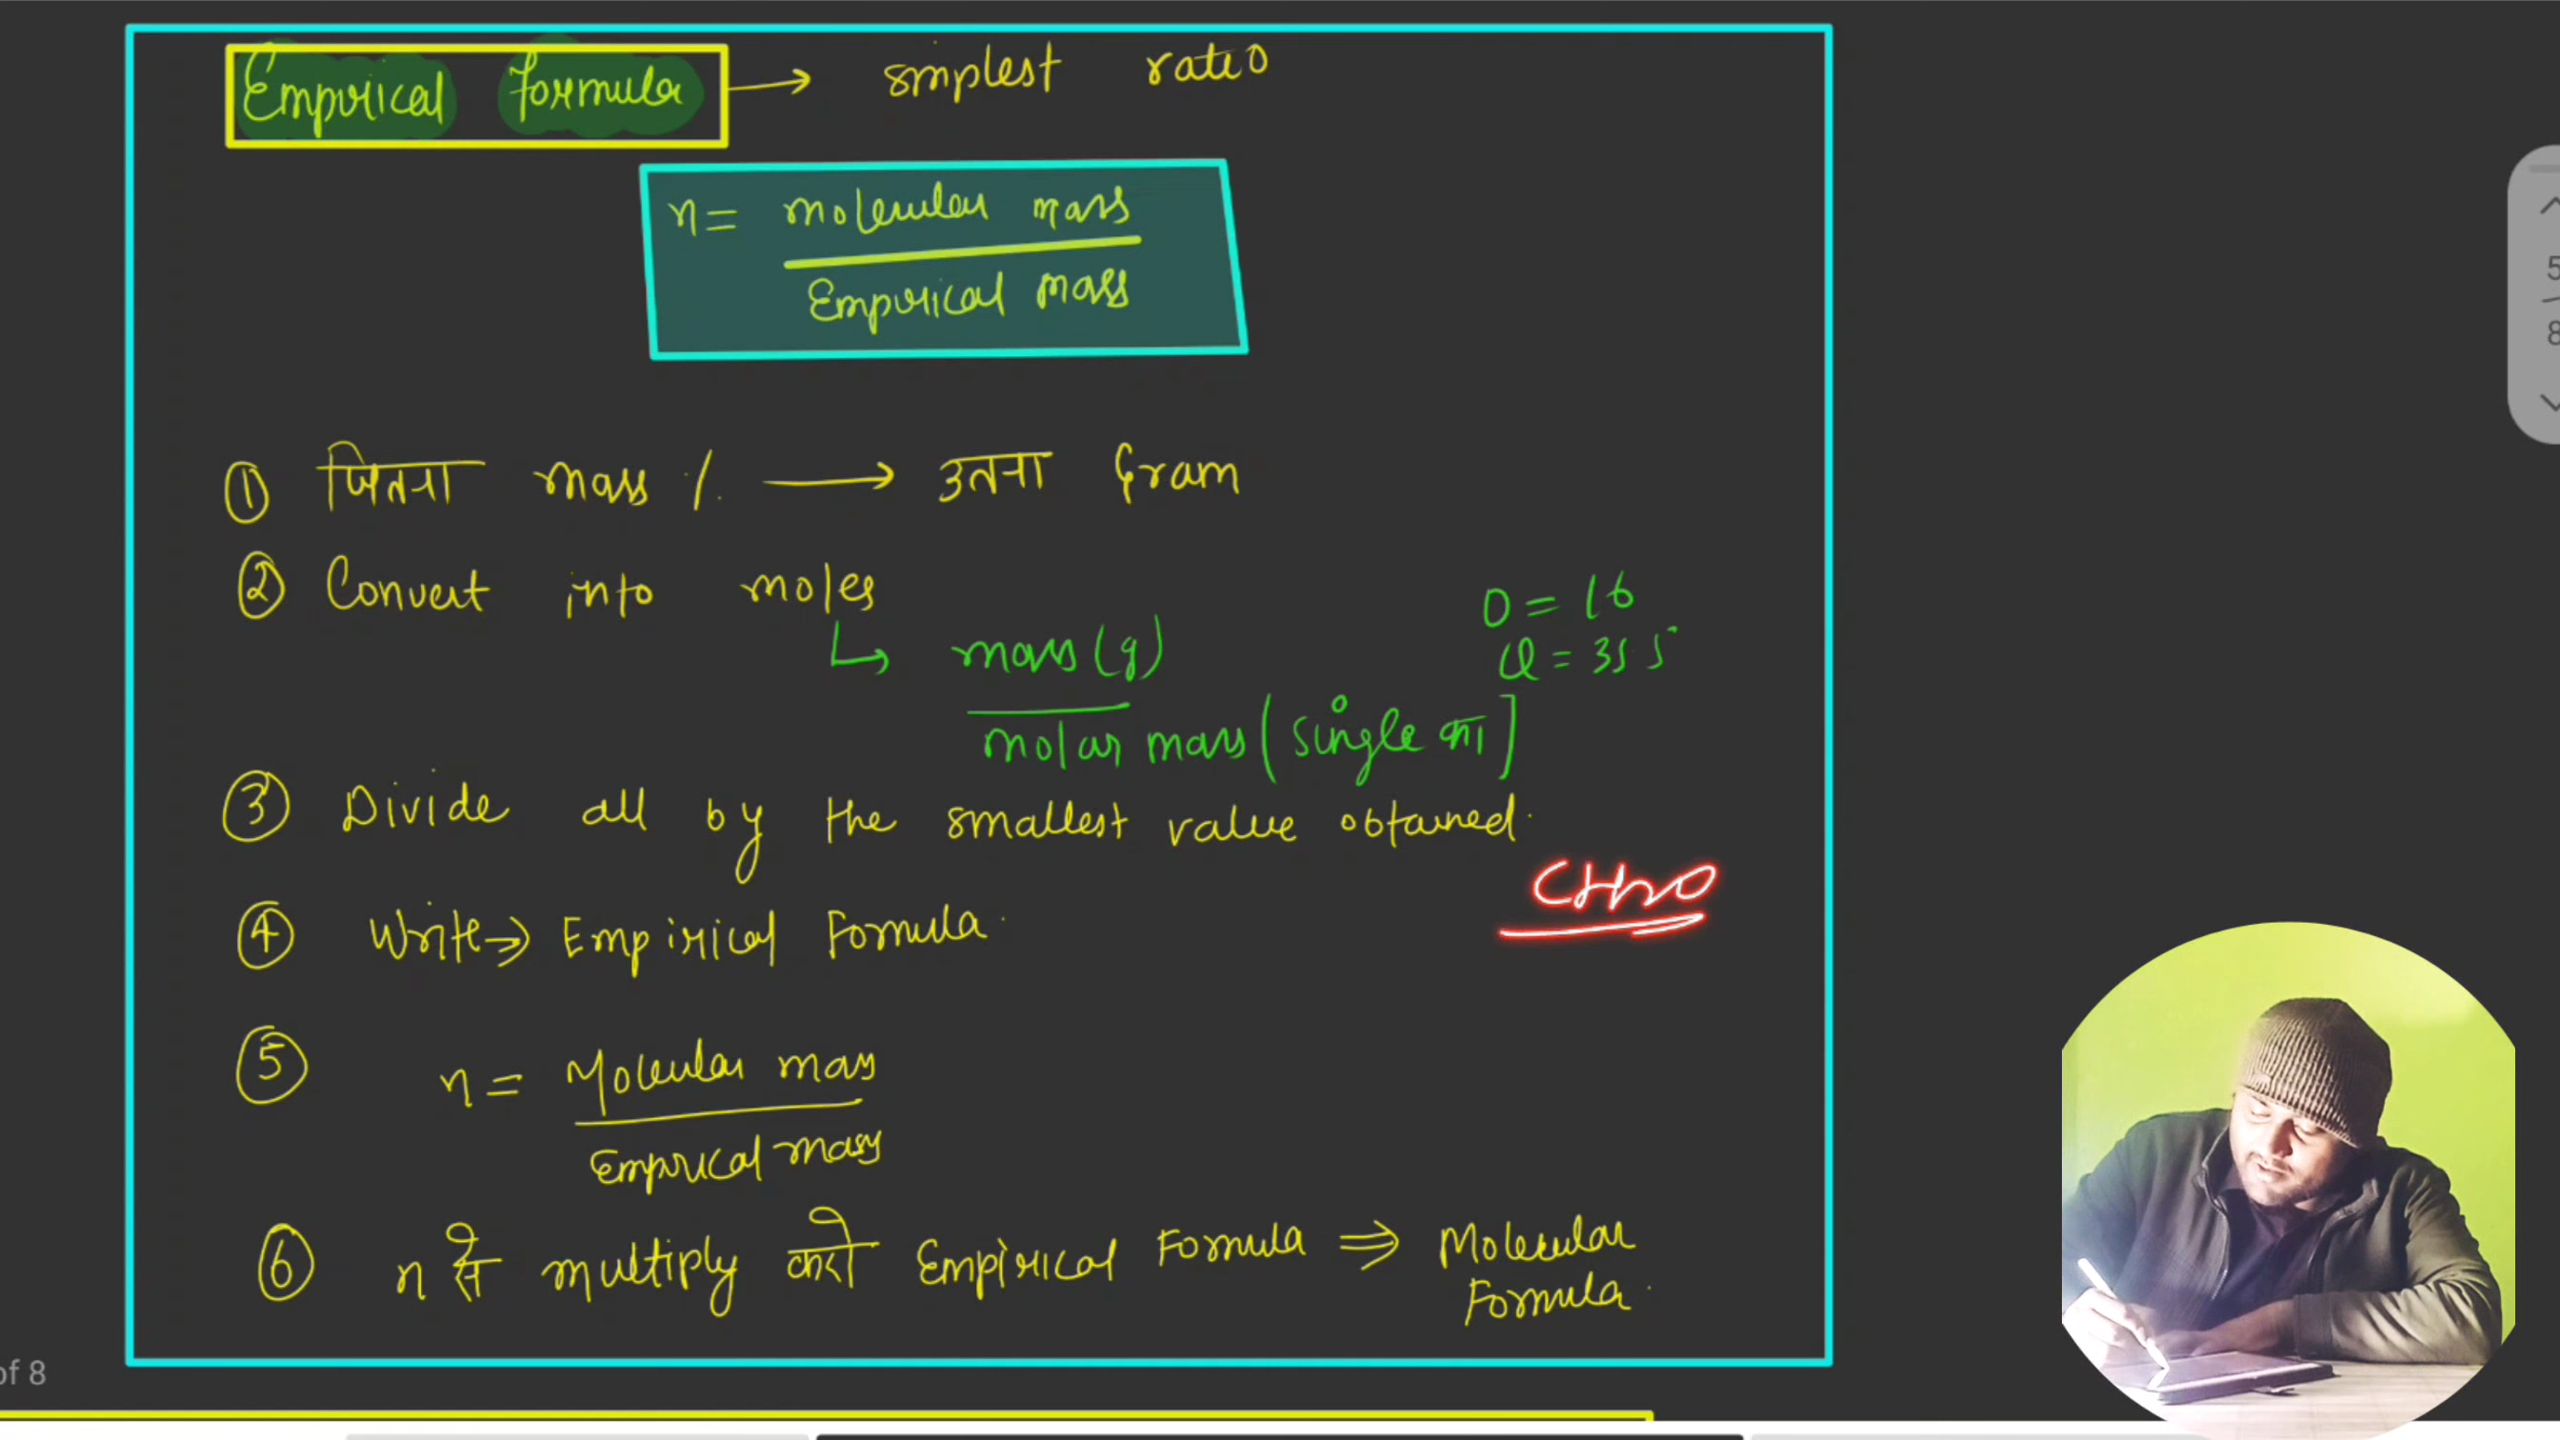 Empirical Formula → simplest ratio
n = molecular mass
Empirical mass
① जितना mass % ⟶ उतना Gram
② Convert into moles
↳ mass (g)
molar mass (single का]
O = 16
Cl = 35 5
③ Divide all by the smallest value obtained.
④ Write ⇒ Empirical Formula.
⑤ n = Molecular mass
Empirical mass
⑥ n से multiply करो Empirical Formula ⇒ Molecular
Formula.
5
8
of 8